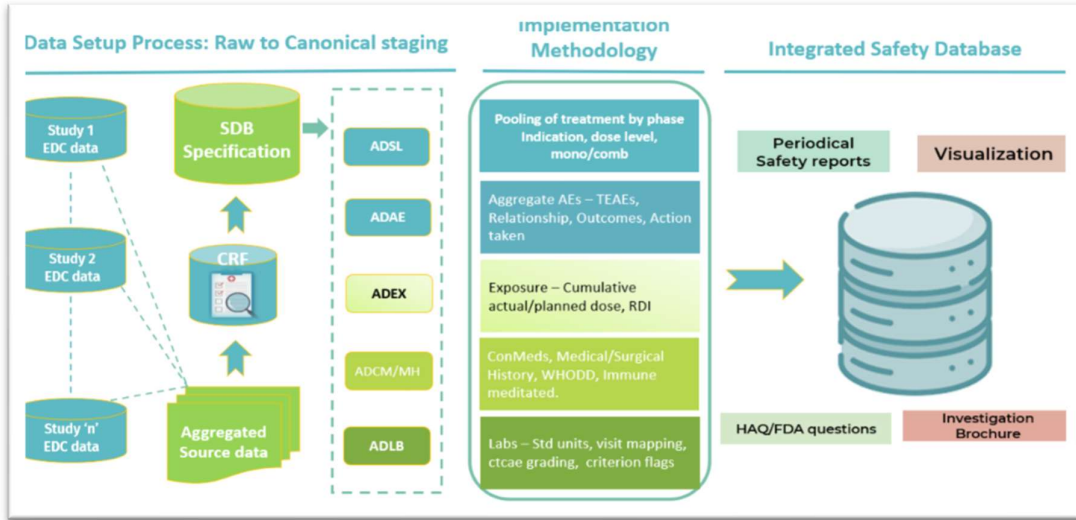 Data Setup Process: Raw to Canonical staging
Implementation
Methodology
Integrated Safety Database
Study 1
EDC data
Study 2
EDC data
Study ‘n’
EDC data
SDB
Specification
CRF
Aggregated
Source data
ADSL
ADAE
ADEX
ADCM/MH
ADLB
Pooling of treatment by phase
Indication, dose level,
mono/comb
Aggregate AEs – TEAEs,
Relationship, Outcomes, Action
taken
Exposure – Cumulative
actual/planned dose, RDI
ConMeds, Medical/Surgical
History, WHODD, Immune
meditated.
Labs – Std units, visit mapping,
ctcae grading, criterion flags
Periodical
Safety reports
Visualization
HAQ/FDA questions
Investigation
Brochure